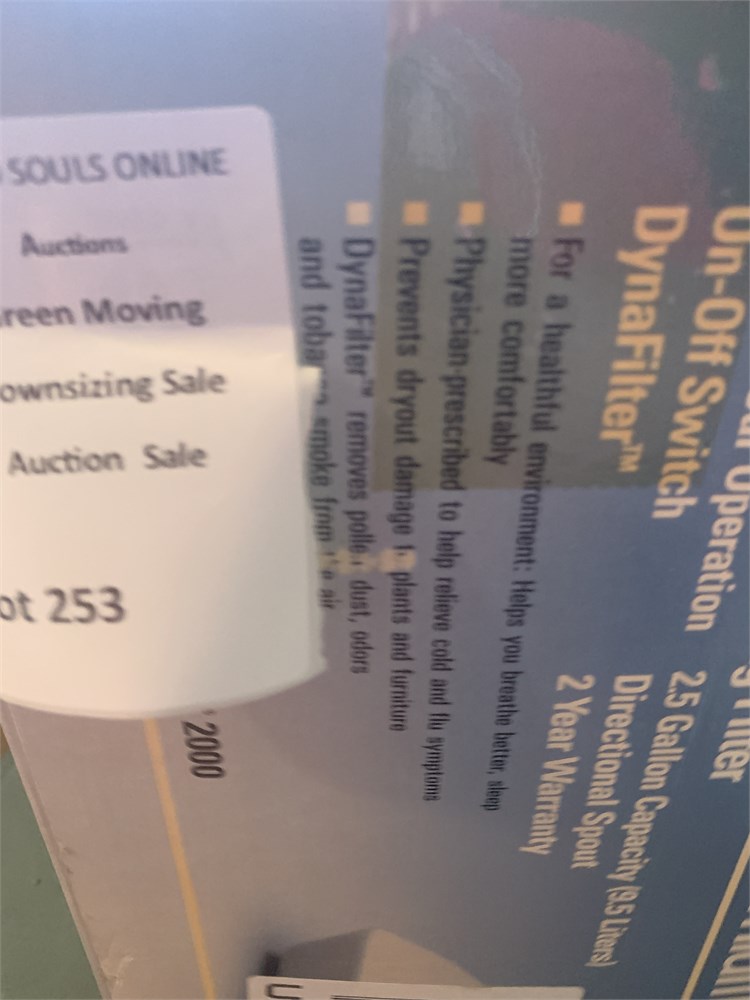 SOULS ONLINE
Auctions
reen Moving
ownsizing Sale
Auction Sale
ot 253
Operation
On-Off Switch
DynaFilter™
For a healthful environment: Helps you breathe better, sleep
more comfortably
Physician-prescribed to help relieve cold and flu symptoms
Prevents dryout damage to plants and furniture
DynaFilter™ removes pollen, dust, odors
and tobacco smoke from the air
2.5 Gallon Capacity (9.5 Liters)
Directional Spout
2 Year Warranty
2000
U